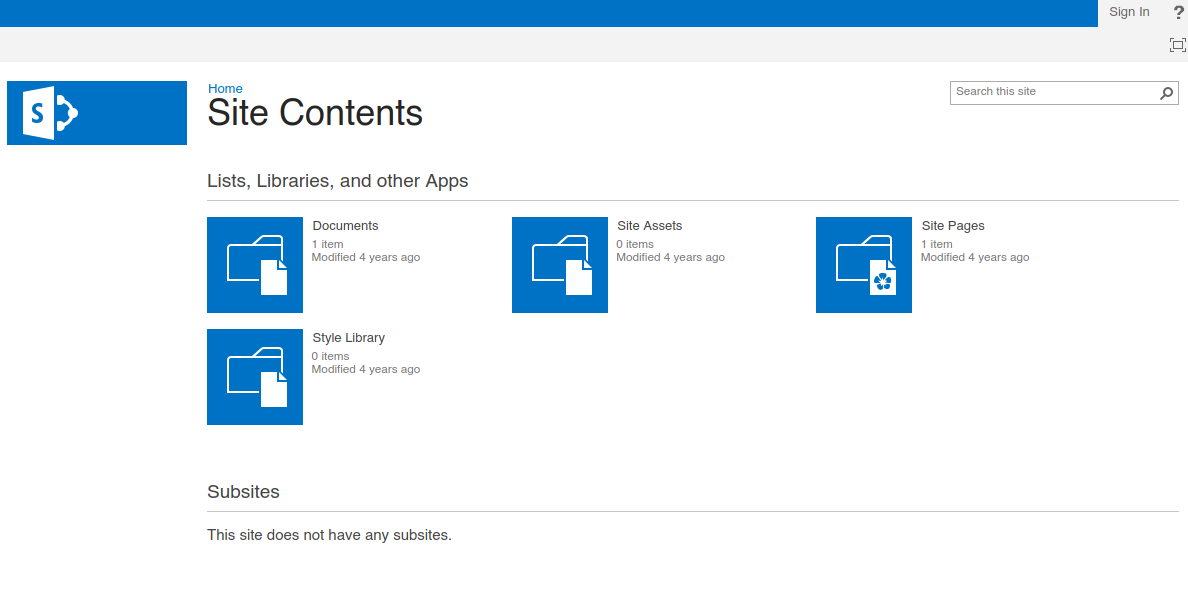 Sign In
?
S
Home
Site Contents
Search this site
Lists, Libraries, and other Apps
Documents
1 item
Modified 4 years ago
Site Assets
0 items
Modified 4 years ago
Site Pages
1 item
Modified 4 years ago
Style Library
0 items
Modified 4 years ago
Subsites
This site does not have any subsites.